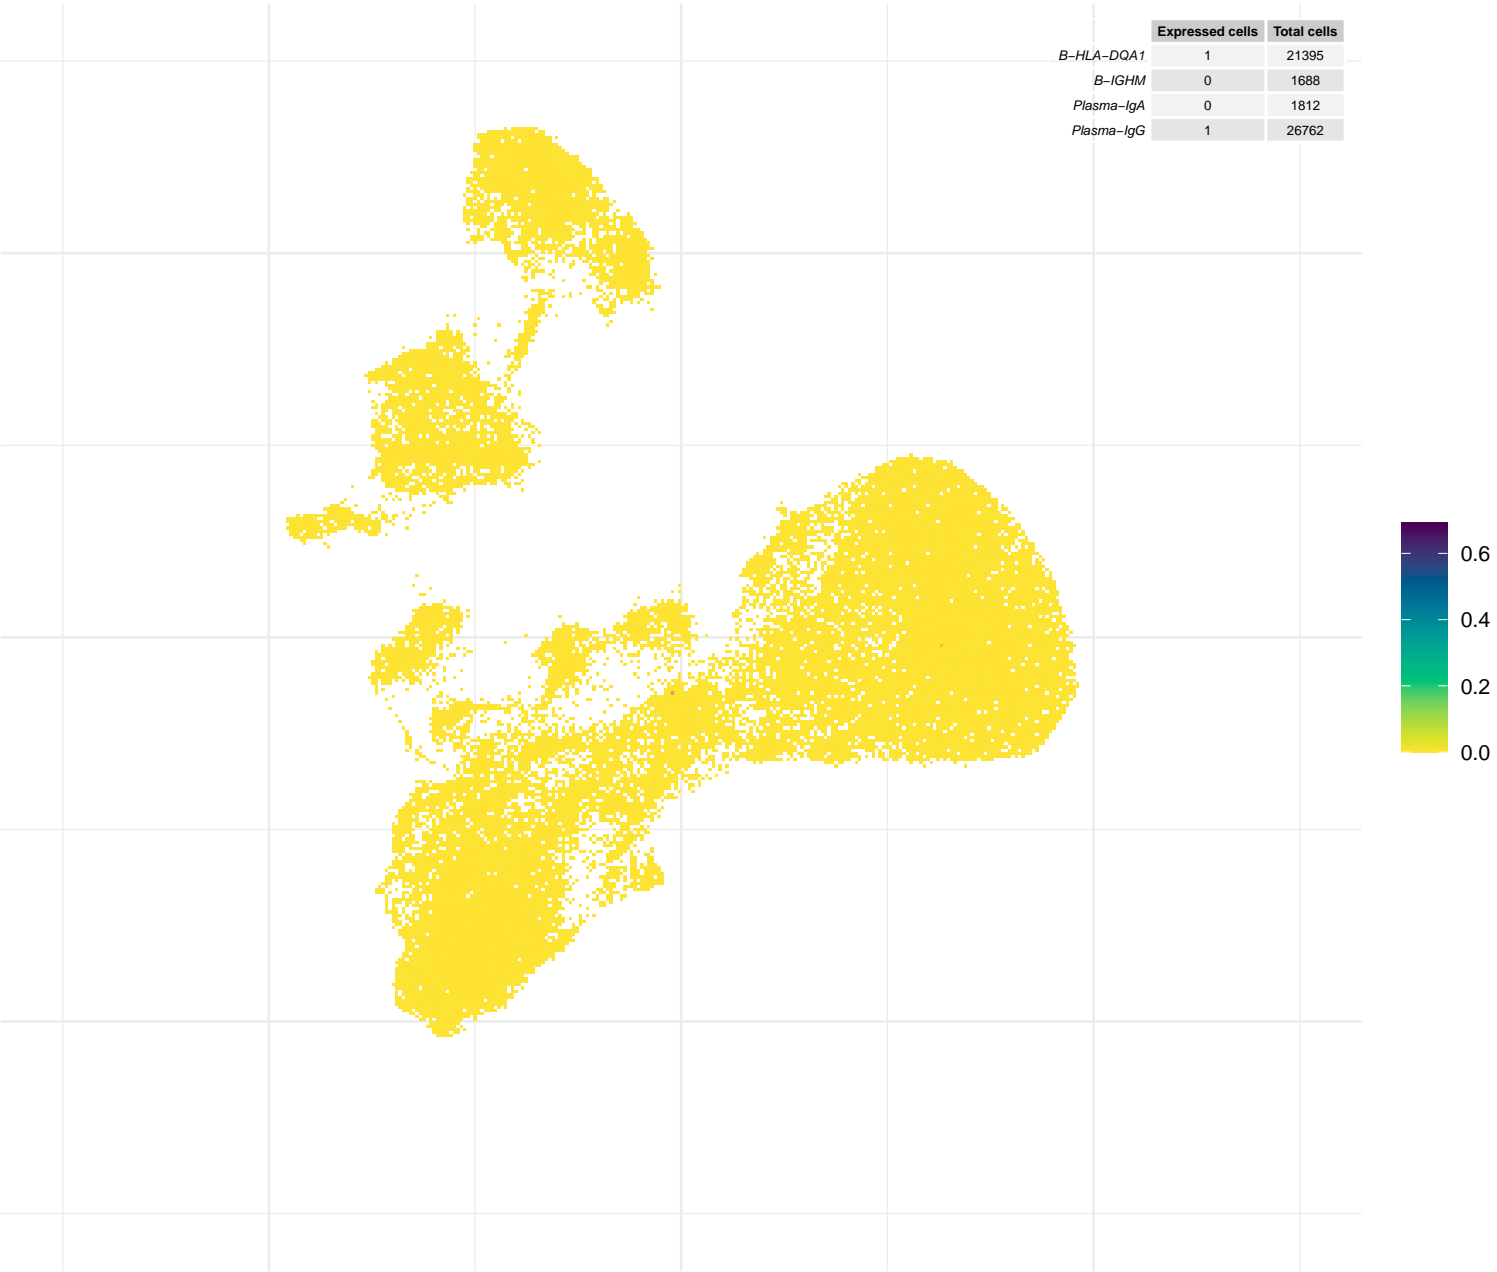 Expressed cells Total cells
B−HLA−DQA1 1 21395
B−IGHM 0 1688
Plasma−IgA 0 1812
Plasma−IgG 1 26762
0.6
0.4
0.2
0.0